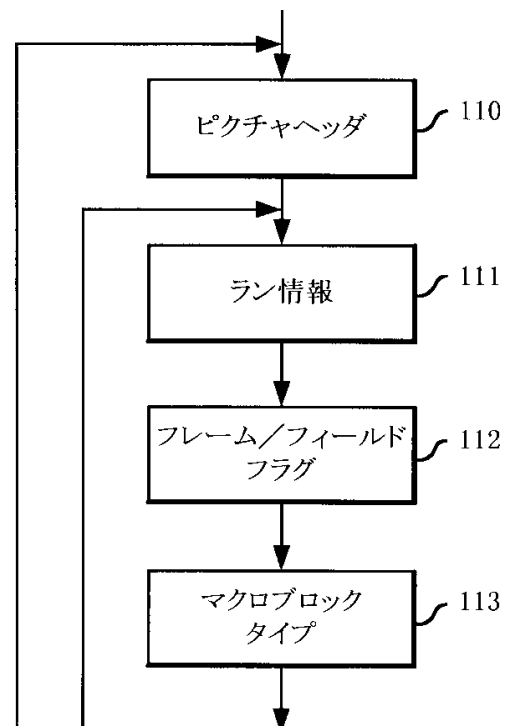 ピクチャヘッダ
110
ラン情報
111
フレーム／フィールド
フラグ
112
マクロブロック
タイプ
113